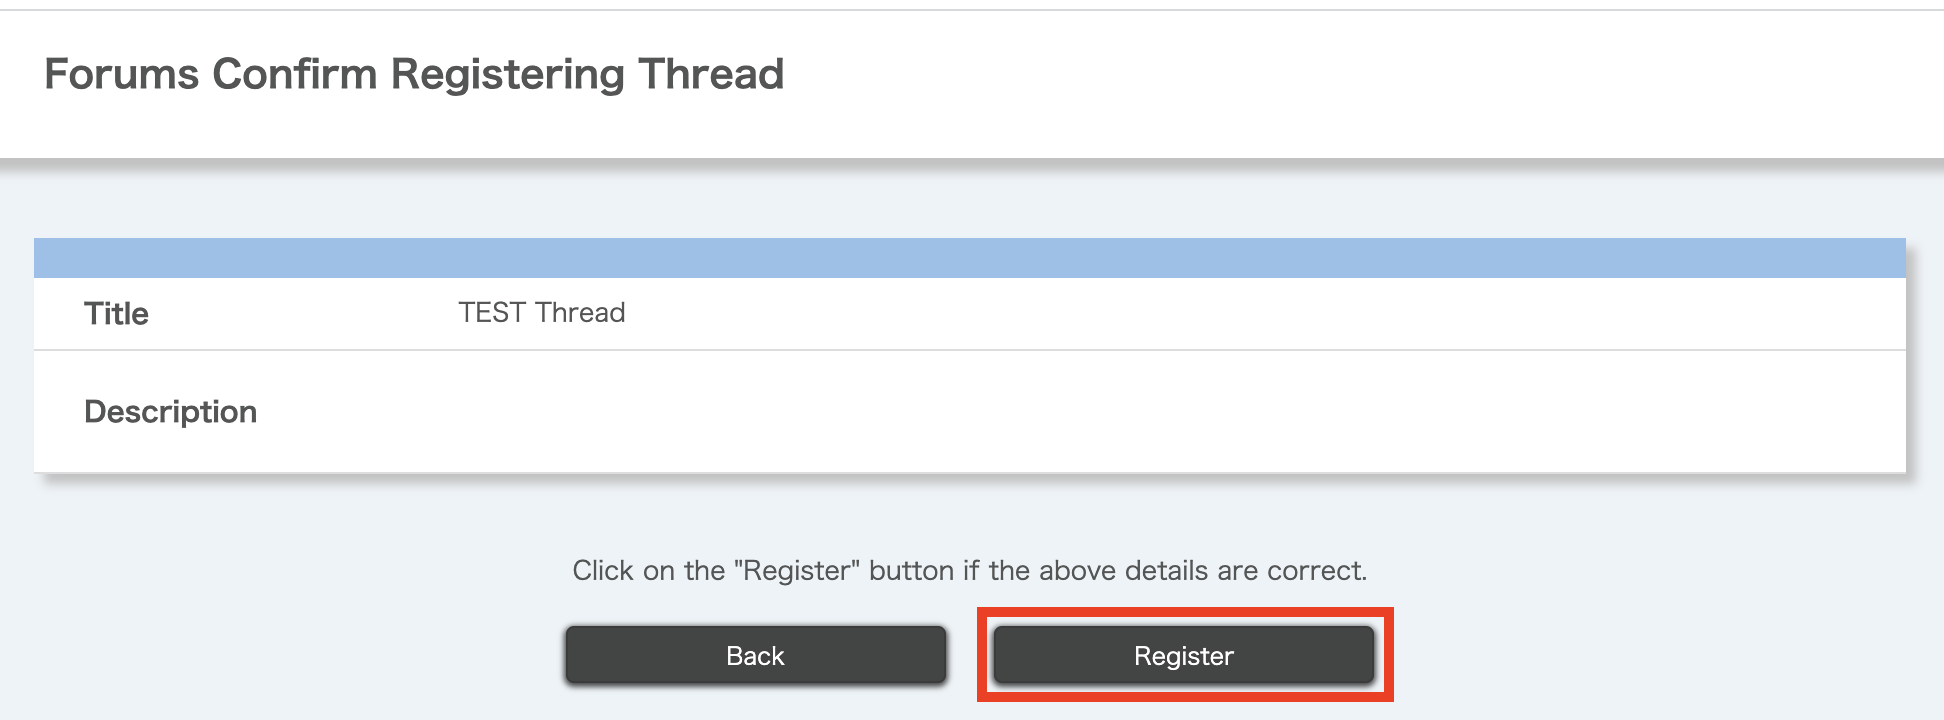 Forums Confirm Registering Thread
Title TEST Thread
Description
Click on the "Register" button if the above details are correct.
Back Register